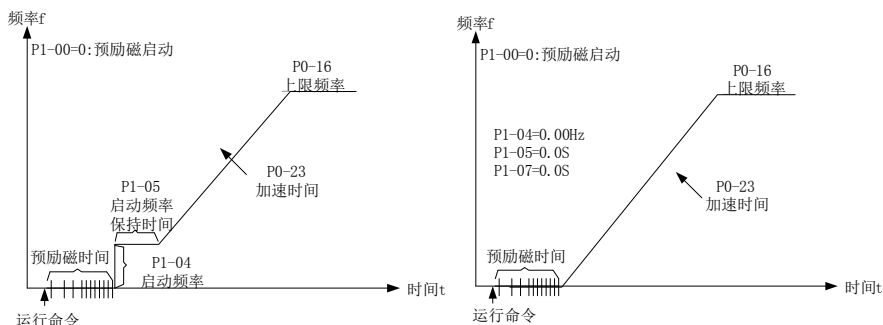 频率f
P1-00=0:预励磁启动
P0-16
上限频率
P0-23
加速时间
P1-05
启动频率
保持时间
预励磁时间
P1-04
启动频率
时间t
运行命令
频率f
P1-00=0:预励磁启动
P0-16
上限频率
P1-04=0.00Hz
P1-05=0.0S
P1-07=0.0S
P0-23
加速时间
预励磁时间
时间t
运行命令